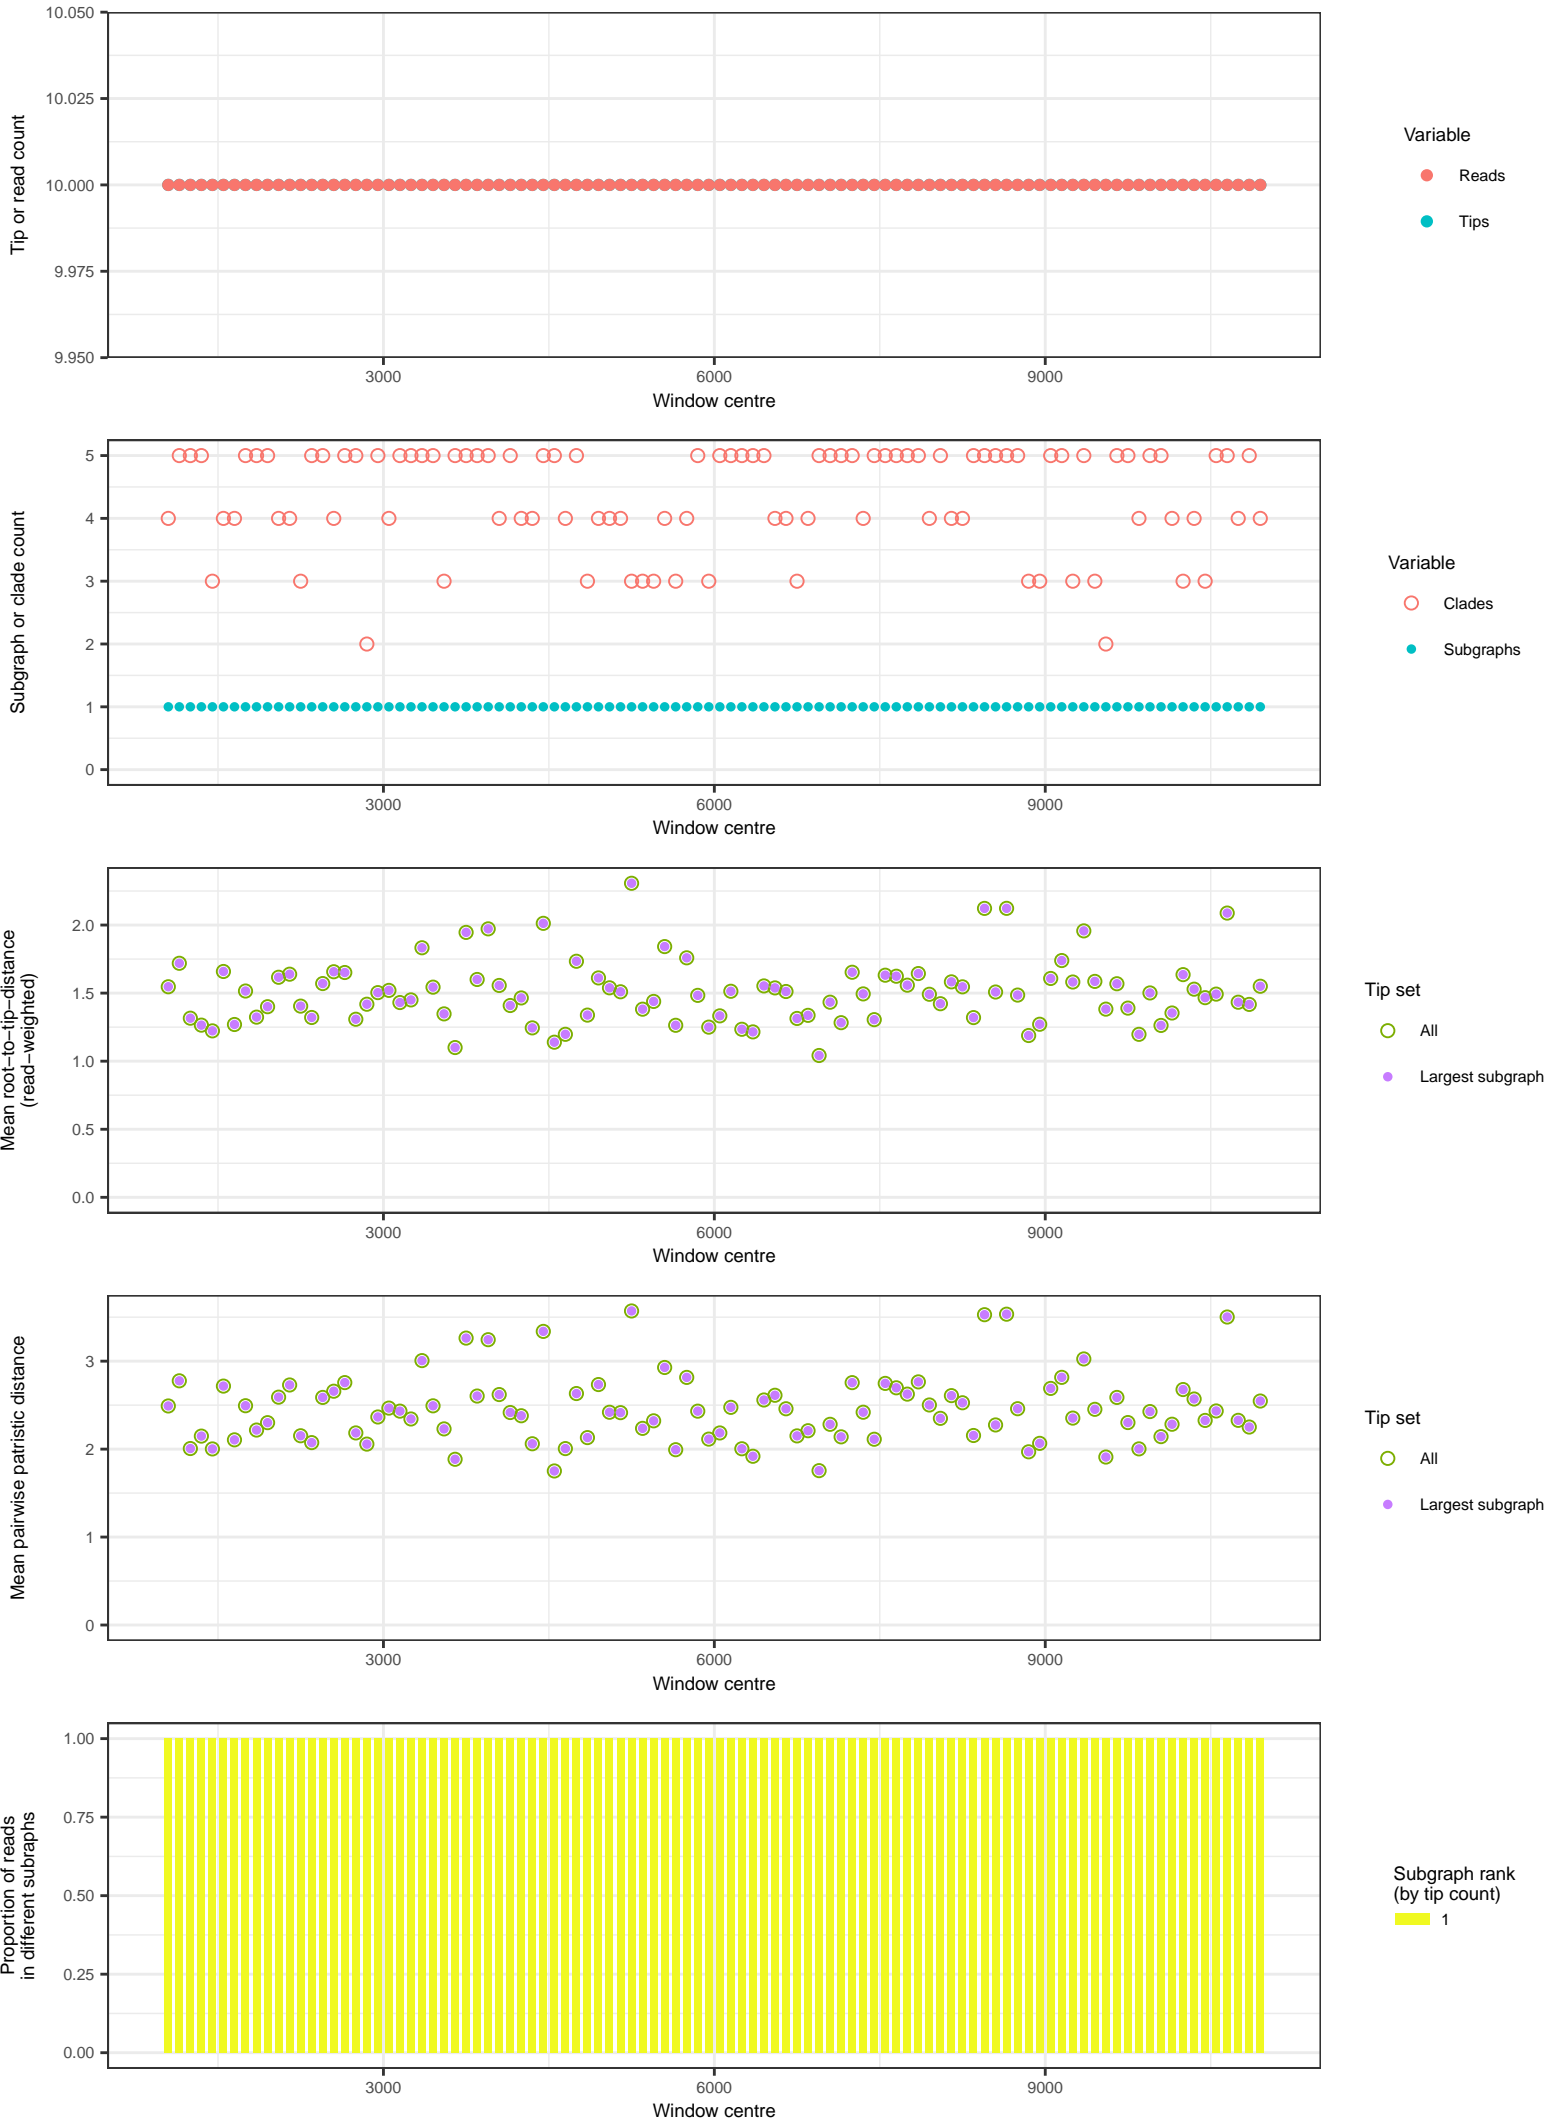 10.050
10.025
10.000
9.975
9.950
Tip or read count
3000 6000 9000
Window centre
Variable
Reads
Tips
5
4
3
2
1
0
Subgraph or clade count
3000 6000 9000
Window centre
Variable
Clades
Subgraphs
2.0
1.5
1.0
0.5
0.0
Mean root−to−tip−distance
(read−weighted)
3000 6000 9000
Window centre
Tip set
All
Largest subgraph
3
2
1
0
Mean pairwise patristic distance
3000 6000 9000
Window centre
Tip set
All
Largest subgraph
1.00
0.75
0.50
0.25
0.00
Proportion of reads
in different subraphs
3000 6000 9000
Window centre
Subgraph rank
(by tip count)
1